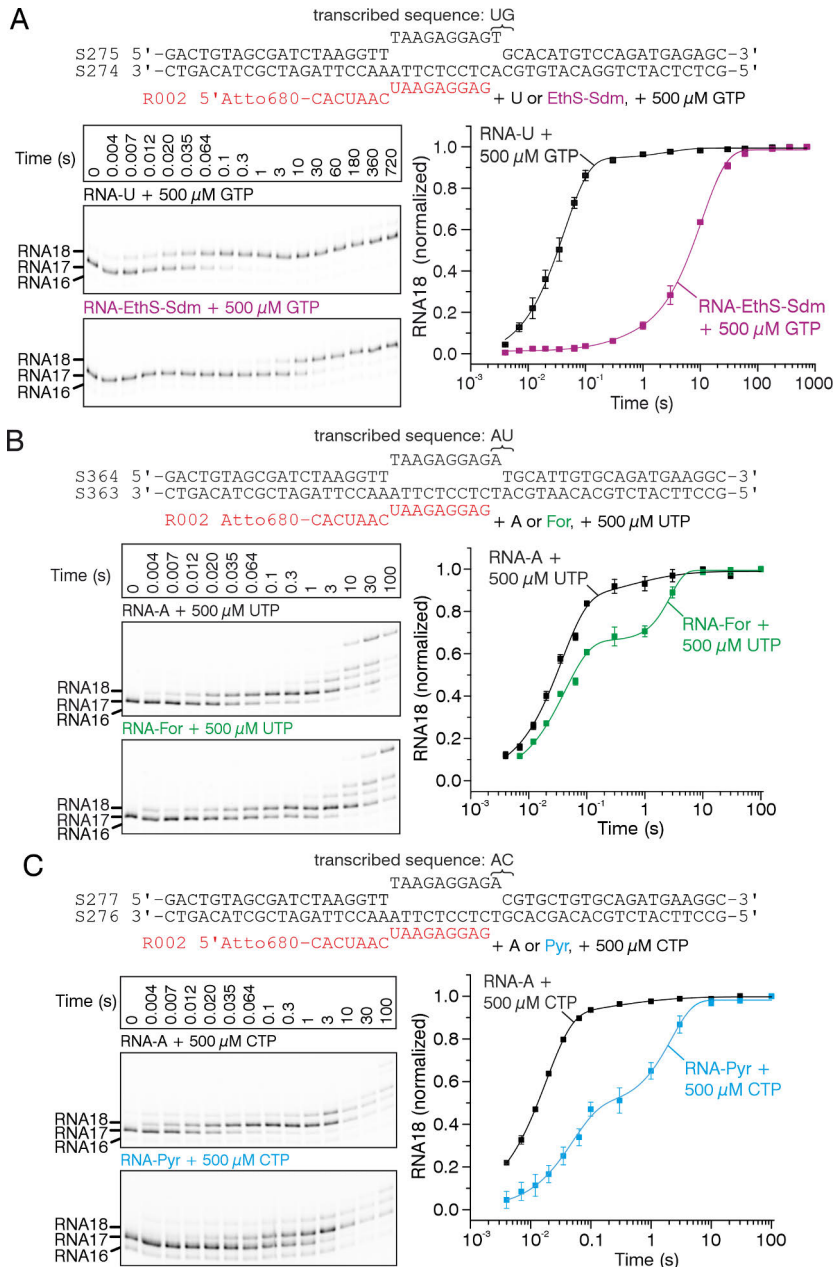 A
transcribed sequence: UG
TAAGAGGAGT
S275 5'-GACTGTAGCGATCTAAGGTT GCACATGTCCAGATGAGAGC-3'
S274 3'-CTGACATCGCTAGATTCCAAATTCTCCTCACGTGTACAGGTCTACTCTCG-5'
UAAGAGGAG
R002 5'Atto680-CACUAAC + U or EthS-Sdm, + 500 µM GTP
Time (s) 0 0.004 0.007 0.012 0.020 0.035 0.064 0.1 0.3 1 3 10 30 60 180 360 720
RNA-U + 500 µM GTP
RNA18
RNA17
RNA16
RNA-EthS-Sdm + 500 µM GTP
RNA18
RNA17
RNA16
RNA18 (normalized)
1.0
0.8
0.6
0.4
0.2
0.0
RNA-U +
500 µM GTP
RNA-EthS-Sdm
+ 500 µM GTP
10⁻³ 10⁻² 10⁻¹ 1 10 100 1000
Time (s)
B
transcribed sequence: AU
TAAGAGGAGA
S364 5'-GACTGTAGCGATCTAAGGTT TGCATTGTGCAGATGAAGGC-3'
S363 3'-CTGACATCGCTAGATTCCAAATTCTCCTCTACGTAACACGTCTACTTCCG-5'
UAAGAGGAG
R002 Atto680-CACUAAC + A or For, + 500 µM UTP
Time (s) 0 0.004 0.007 0.012 0.020 0.035 0.064 0.1 0.3 1 3 10 30 100
RNA-A + 500 µM UTP
RNA18
RNA17
RNA16
RNA-For + 500 µM UTP
RNA18
RNA17
RNA16
RNA18 (normalized)
1.0
0.8
0.6
0.4
0.2
0.0
RNA-A +
500 µM UTP
RNA-For +
500 µM UTP
10⁻³ 10⁻² 10⁻¹ 1 10 100
Time (s)
C
transcribed sequence: AC
TAAGAGGAGA
S277 5'-GACTGTAGCGATCTAAGGTT CGTGCTGTGCAGATGAAGGC-3'
S276 3'-CTGACATCGCTAGATTCCAAATTCTCCTCTGCACGACACGTCTACTTCCG-5'
UAAGAGGAG
R002 5'Atto680-CACUAAC + A or Pyr, + 500 µM CTP
Time (s) 0 0.004 0.007 0.012 0.020 0.035 0.064 0.1 0.3 1 3 10 30 100
RNA-A + 500 µM CTP
RNA18
RNA17
RNA16
RNA-Pyr + 500 µM CTP
RNA18
RNA17
RNA16
RNA18 (normalized)
1.0
0.8
0.6
0.4
0.2
0.0
RNA-A +
500 µM CTP
RNA-Pyr +
500 µM CTP
10⁻³ 10⁻² 0.1 1 10 100
Time (s)